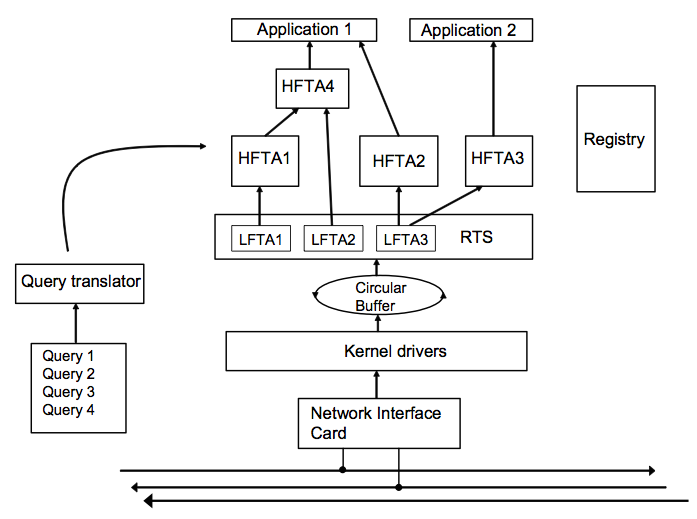 Application 1
Application 2
HFTA4
Registry
HFTA1
HFTA2
HFTA3
LFTA1
LFTA2
LFTA3
RTS
Query translator
Circular
Buffer
Kernel drivers
Query 1
Query 2
Query 3
Query 4
Network Interface
Card